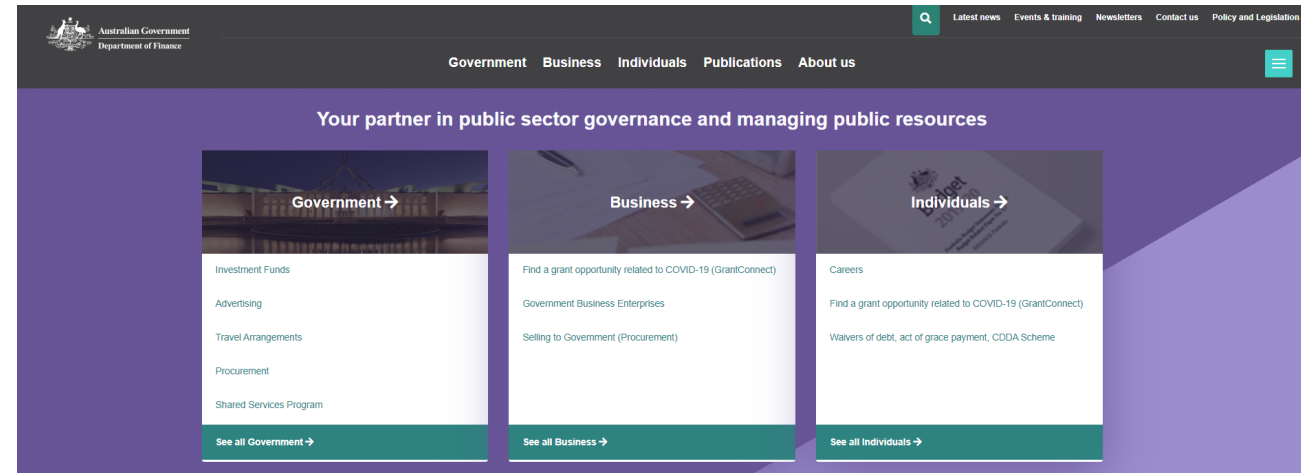 Australian Government
Department of Finance
Latest news Events & training Newsletters Contact us Policy and Legislation
Government Business Individuals Publications About us
Your partner in public sector governance and managing public resources
Government →
Business →
Individuals →
Budget
Investment Funds
Advertising
Travel Arrangements
Procurement
Shared Services Program
See all Government →
Find a grant opportunity related to COVID-19 (GrantConnect)
Government Business Enterprises
Selling to Government (Procurement)
See all Business →
Careers
Find a grant opportunity related to COVID-19 (GrantConnect)
Waivers of debt, act of grace payment, CDDA Scheme
See all Individuals →